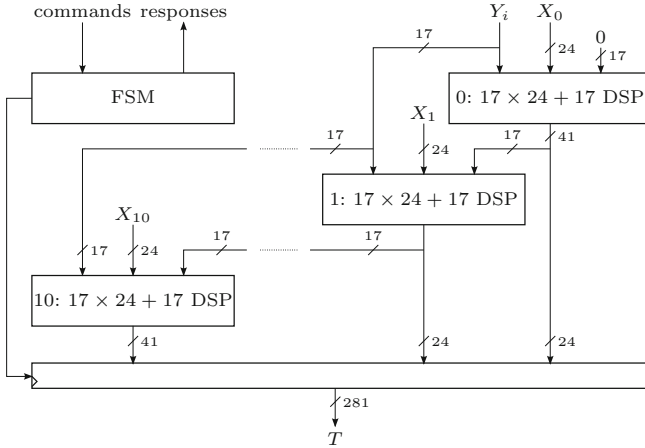 commands responses
Y_i
X_0
0
17
24
17
FSM
0: 17 × 24 + 17 DSP
X_1
41
17
24
17
1: 17 × 24 + 17 DSP
X_10
17
24
17
17
10: 17 × 24 + 17 DSP
41
24
24
281
T